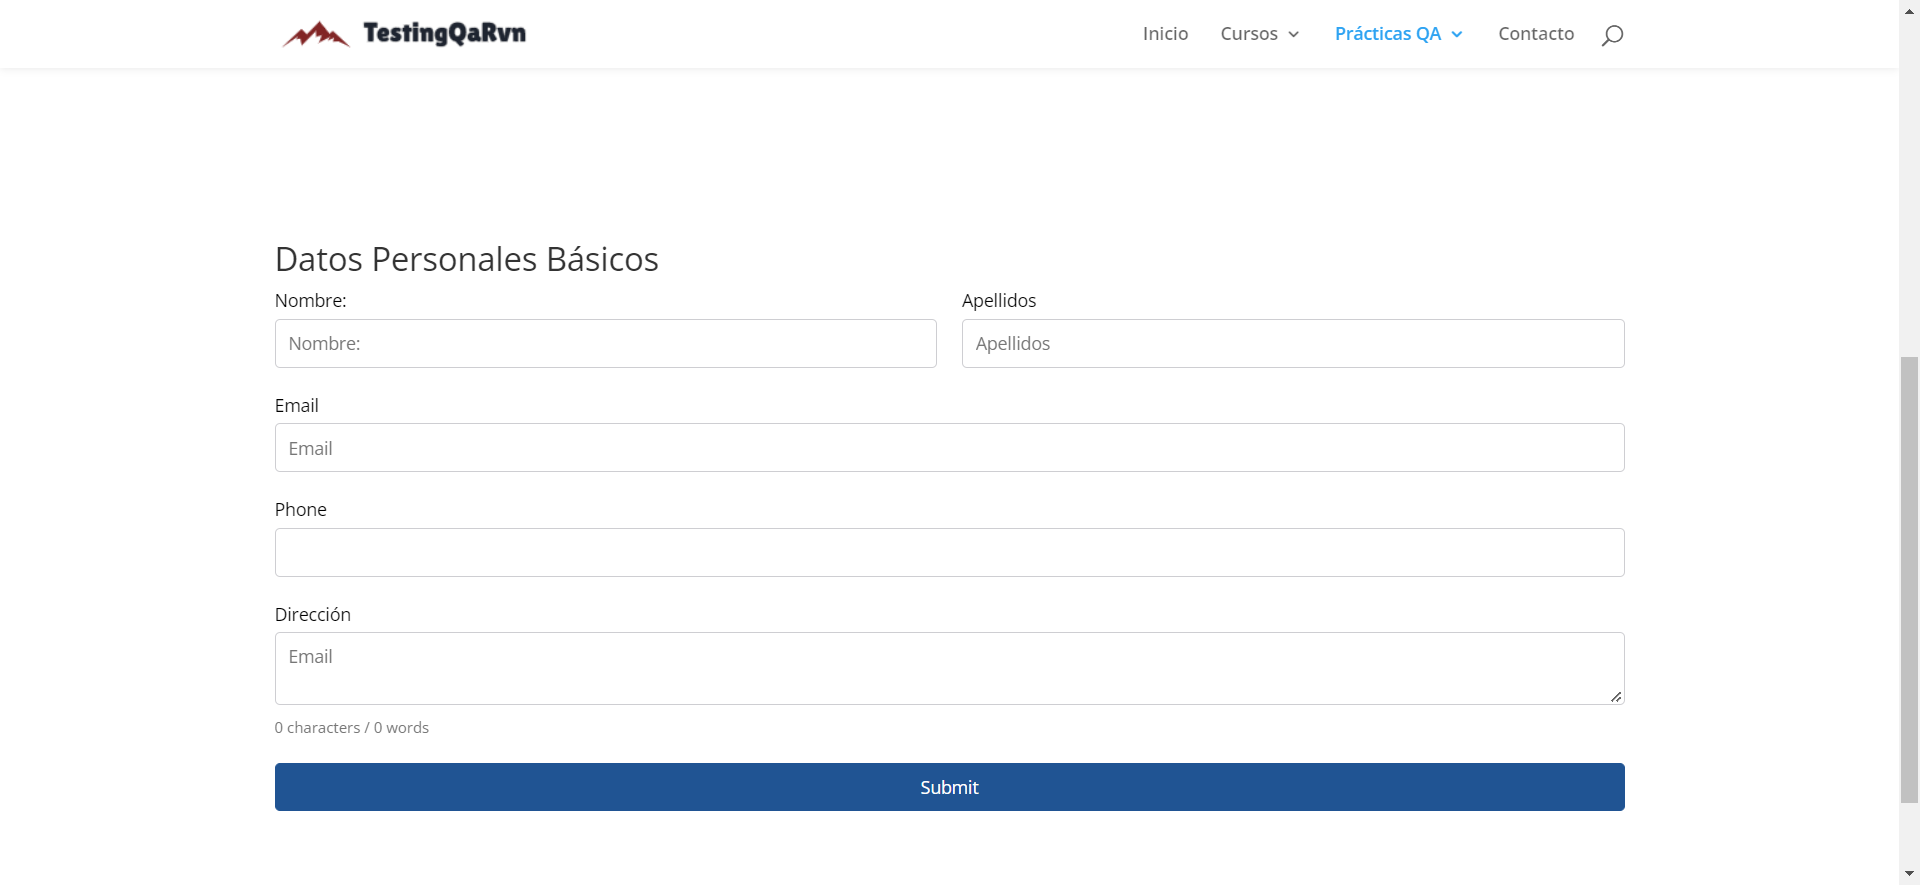 TestingQaRvn
Inicio Cursos Prácticas QA Contacto
Datos Personales Básicos
Nombre: Apellidos
Nombre: Apellidos
Email
Email
Phone
Dirección
Email
0 characters / 0 words
Submit